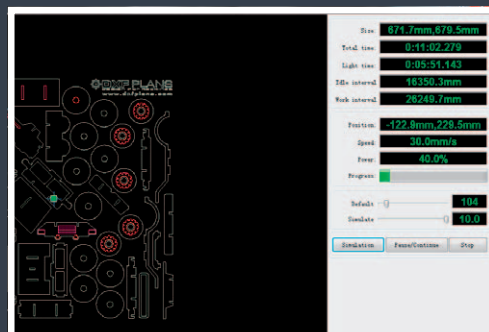 DXF PLANS
www.dxfplans.com
Size: 671.7mm,679.5mm
Total time: 0:11:02.279
Light time: 0:05:51.143
Idle interval 16350.3mm
Work interval 26249.7mm
Position: -122.9mm,229.5mm
Speed: 30.0mm/s
Power: 40.0%
Progress:
Default 104
Simulate 10.0
Simulation Pause/Continue Stop